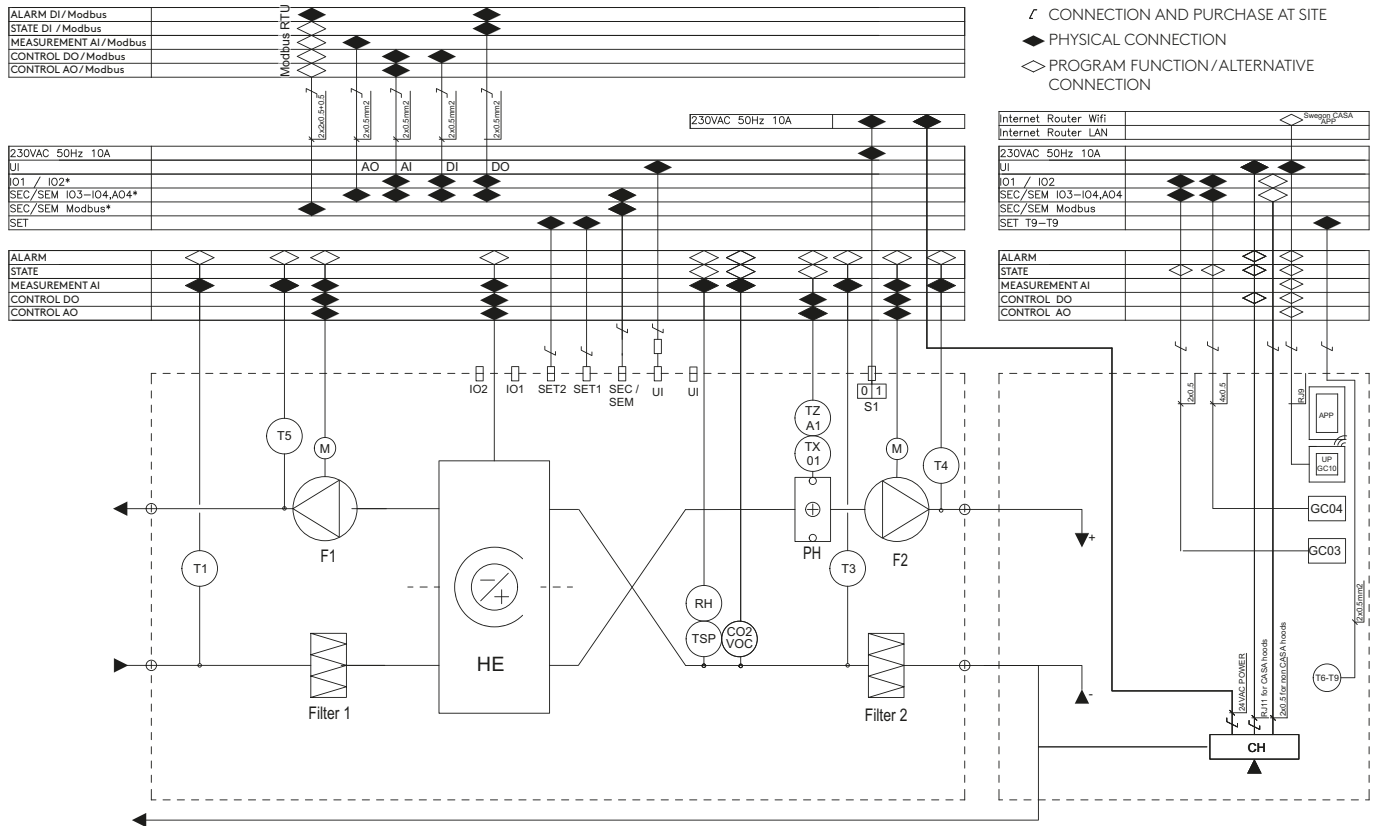 ALARM DI/Modbus
STATE DI /Modbus
MEASUREMENT AI/Modbus
CONTROL DO/Modbus
CONTROL AO/Modbus
Modbus RTU
CONNECTION AND PURCHASE AT SITE
PHYSICAL CONNECTION
PROGRAM FUNCTION/ALTERNATIVE
CONNECTION
2x2x0.5+0.5
2x0.5mm2
2x0.5mm2
2x0.5mm2
2x0.5mm2
230VAC 50Hz 10A
230VAC 50Hz 10A
UI
IO1 / IO2*
SEC/SEM IO3-IO4,AO4*
SEC/SEM Modbus*
SET
AO
AI
DI
DO
Internet Router Wifi
Internet Router LAN
Swegon CASA
APP
230VAC 50Hz 10A
UI
IO1 / IO2
SEC/SEM IO3-IO4,AO4
SEC/SEM Modbus
SET T9-T9
ALARM
STATE
MEASUREMENT AI
CONTROL DO
CONTROL AO
ALARM
STATE
MEASUREMENT AI
CONTROL DO
CONTROL AO
IO2
IO1
SET2
SET1
SEC /
SEM
UI
UI
0 1
S1
T5
M
F1
T1
Filter 1
HE
TZ
A1
TX
01
PH
M
F2
T4
T3
RH
TSP
CO2
VOC
Filter 2
+
-
2x0.5
4x0.5
RJ9
APP
UP
GC10
GC04
GC03
2x0.5mm2
T6-T9
24VAC POWER
RJ11 for CASA hoods
2x0.5 for non CASA hoods
CH